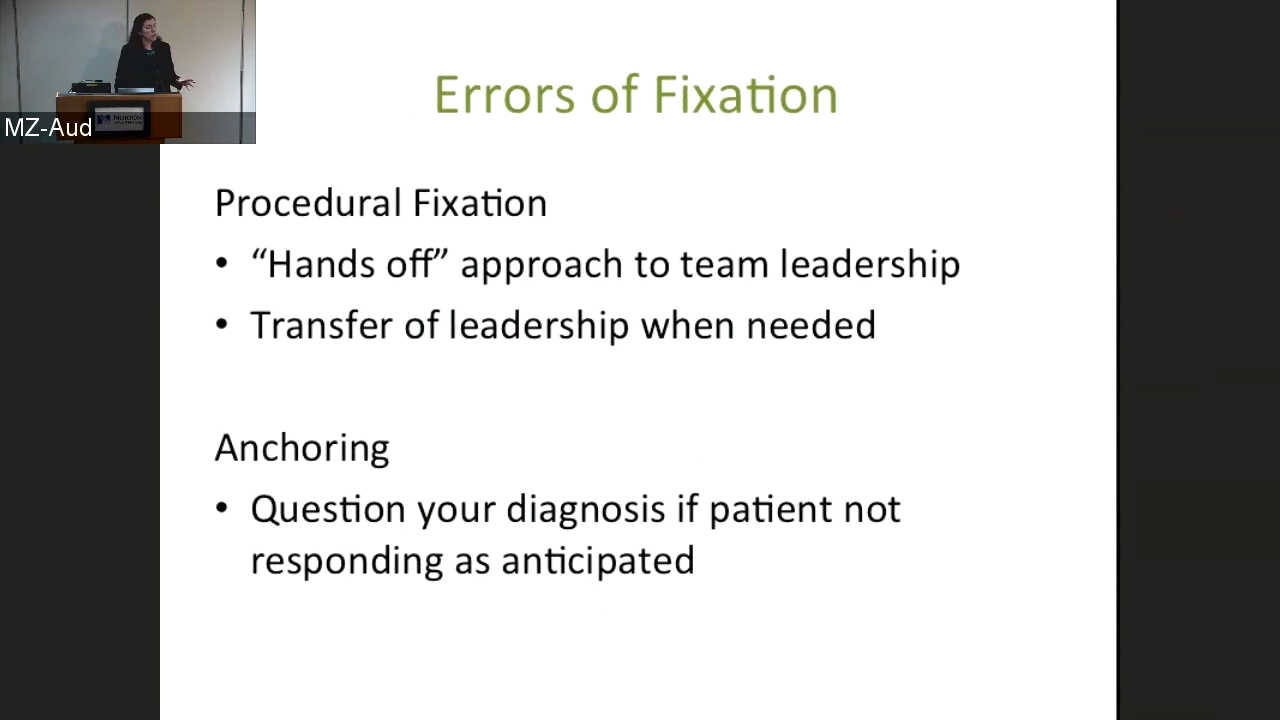 Errors of Fixation
MZ-Aud
NORTON
Procedural Fixation
• “Hands off” approach to team leadership
• Transfer of leadership when needed
Anchoring
• Question your diagnosis if patient not
responding as anticipated